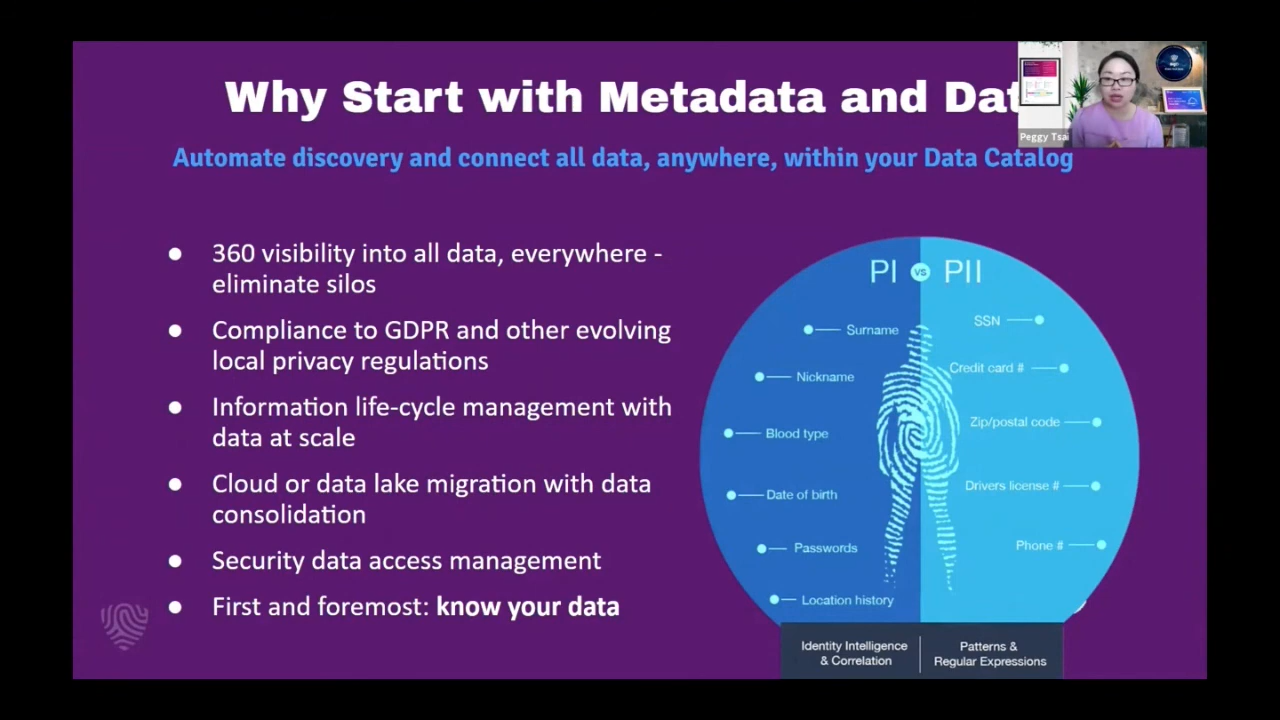 Why Start with Metadata and Dat
Peggy Tsai
Automate discovery and connect all data, anywhere, within your Data Catalog
● 360 visibility into all data, everywhere -
eliminate silos
● Compliance to GDPR and other evolving
local privacy regulations
● Information life-cycle management with
data at scale
● Cloud or data lake migration with data
consolidation
● Security data access management
● First and foremost: know your data
PI vs PII
Surname
Nickname
Blood type
Date of birth
Passwords
Location history
SSN
Credit card #
Zip/postal code
Drivers license #
Phone #
Identity Intelligence
& Correlation
Patterns &
Regular Expressions